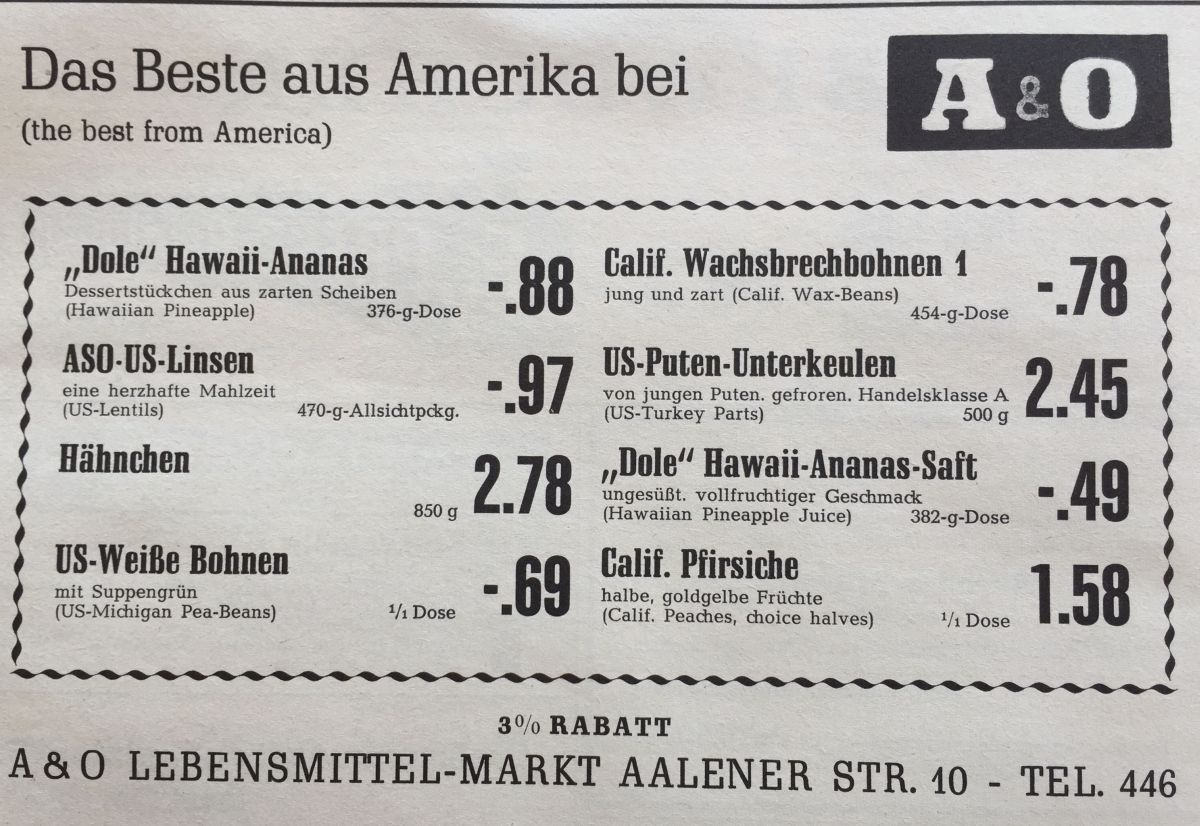 Das Beste aus Amerika bei
(the best from America)
A & O
„Dole“ Hawaii-Ananas
Dessertstückchen aus zarten Scheiben
(Hawaiian Pineapple) 376-g-Dose
-.88
ASO-US-Linsen
eine herzhafte Mahlzeit
(US-Lentils) 470-g-Allsichtpckg.
-.97
Hähnchen
850 g 2.78
US-Weiße Bohnen
mit Suppengrün
(US-Michigan Pea-Beans) 1/1 Dose
-.69
Calif. Wachsbrechbohnen 1
jung und zart (Calif. Wax-Beans)
454-g-Dose
-.78
US-Puten-Unterkeulen
von jungen Puten. gefroren. Handelsklasse A
(US-Turkey Parts) 500 g
2.45
„Dole“ Hawaii-Ananas-Saft
ungesüßt. vollfruchtiger Geschmack
(Hawaiian Pineapple Juice) 382-g-Dose
-.49
Calif. Pfirsiche
halbe, goldgelbe Früchte
(Calif. Peaches, choice halves) 1/1 Dose
1.58
3% RABATT
A & O LEBENSMITTEL-MARKT AALENER STR. 10 - TEL. 446